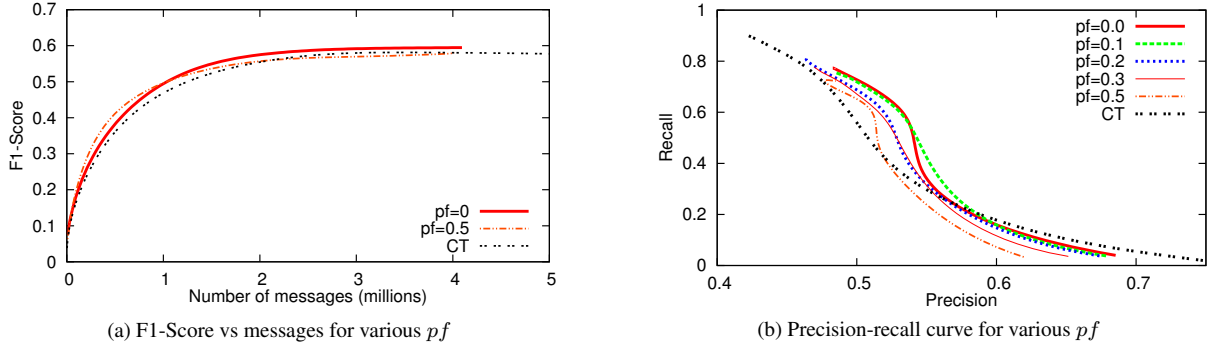 0.7
0.6
0.5
0.4
0.3
0.2
0.1
0
F1-Score
pf=0
pf=0.5
CT
0 1 2 3 4 5
Number of messages (millions)
(a) F1-Score vs messages for various pf
1
0.8
0.6
0.4
0.2
0
Recall
pf=0.0
pf=0.1
pf=0.2
pf=0.3
pf=0.5
CT
0.4 0.5 0.6 0.7
Precision
(b) Precision-recall curve for various pf